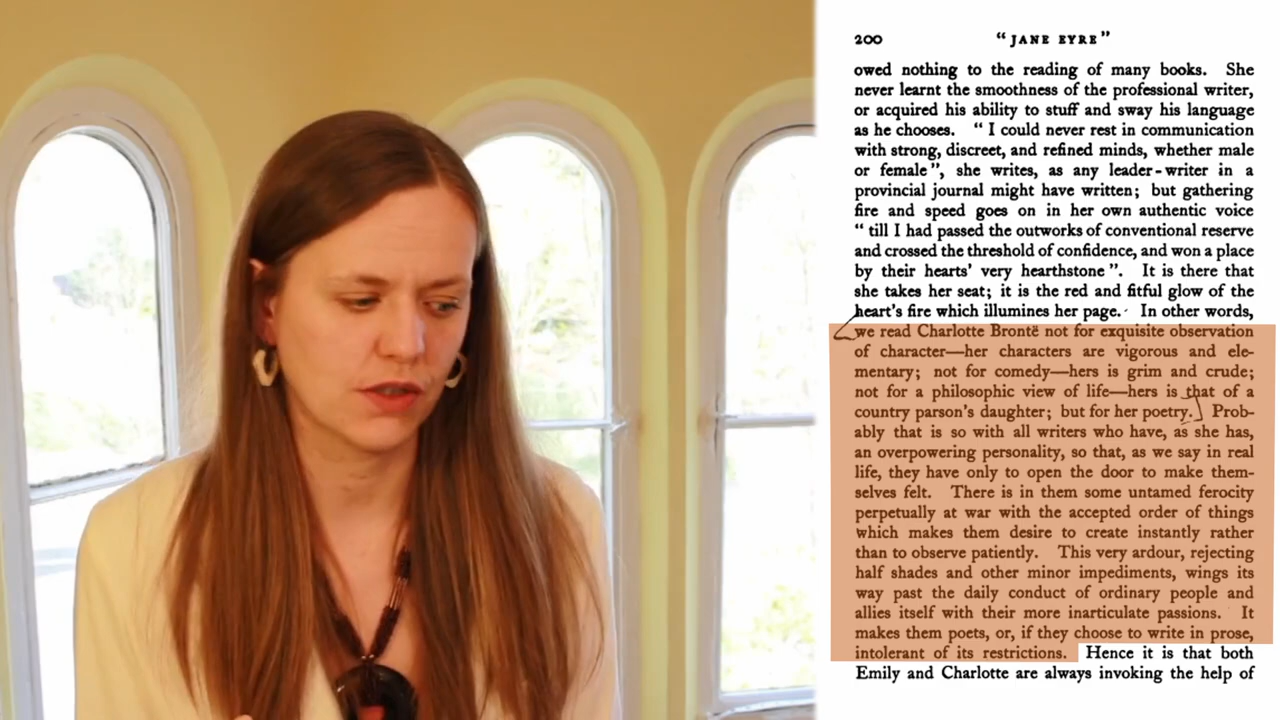 200 “JANE EYRE”
owed nothing to the reading of many books. She
never learnt the smoothness of the professional writer,
or acquired his ability to stuff and sway his language
as he chooses. “ I could never rest in communication
with strong, discreet, and refined minds, whether male
or female”, she writes, as any leader-writer in a
provincial journal might have written; but gathering
fire and speed goes on in her own authentic voice
“ till I had passed the outworks of conventional reserve
and crossed the threshold of confidence, and won a place
by their hearts’ very hearthstone”. It is there that
she takes her seat; it is the red and fitful glow of the
heart’s fire which illumines her page. In other words,
we read Charlotte Brontë not for exquisite observation
of character—her characters are vigorous and ele-
mentary; not for comedy—hers is grim and crude;
not for a philosophic view of life—hers is that of a
country parson’s daughter; but for her poetry. Prob-
ably that is so with all writers who have, as she has,
an overpowering personality, so that, as we say in real
life, they have only to open the door to make them-
selves felt. There is in them some untamed ferocity
perpetually at war with the accepted order of things
which makes them desire to create instantly rather
than to observe patiently. This very ardour, rejecting
half shades and other minor impediments, wings its
way past the daily conduct of ordinary people and
allies itself with their more inarticulate passions. It
makes them poets, or, if they choose to write in prose,
intolerant of its restrictions. Hence it is that both
Emily and Charlotte are always invoking the help of